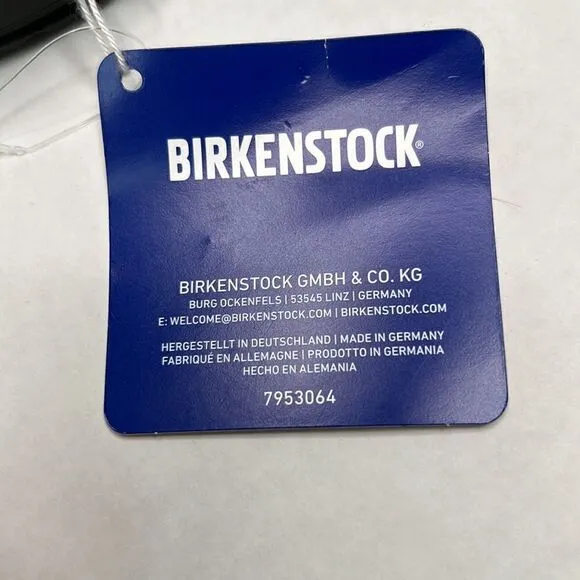 BIRKENSTOCK®
BIRKENSTOCK GMBH & CO. KG
BURG OCKENFELS | 53545 LINZ | GERMANY
E: WELCOME@BIRKENSTOCK.COM | BIRKENSTOCK.COM
HERGESTELLT IN DEUTSCHLAND | MADE IN GERMANY
FABRIQUÉ EN ALLEMAGNE | PRODOTTO IN GERMANIA
HECHO EN ALEMANIA
7953064